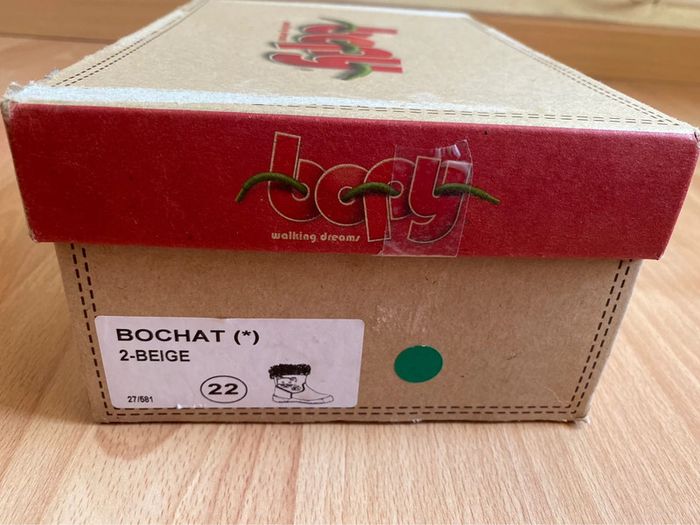 bopy
bopy
walking dreams
BOCHAT (*)
2-BEIGE
22
27/581